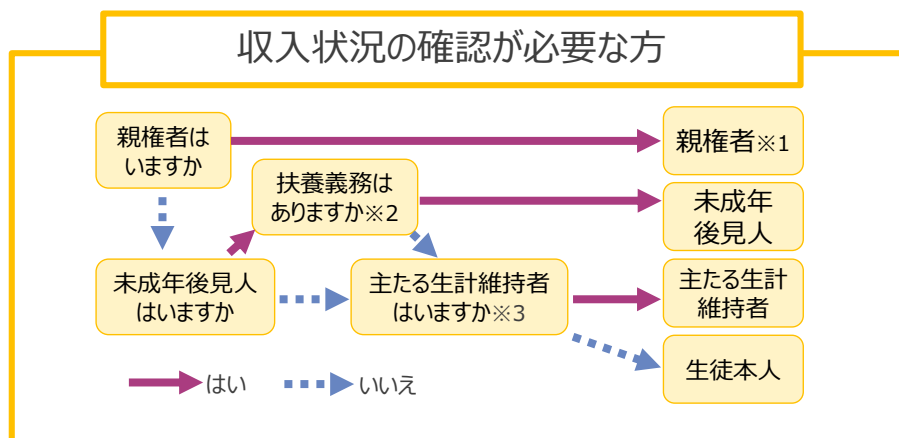 収入状況の確認が必要な方
親権者は
いますか
親権者※1
扶養義務は
ありますか※2
未成年
後見人
未成年後見人
はいますか
主たる生計維持者
はいますか※3
主たる生計
維持者
生徒本人
はい
いいえ